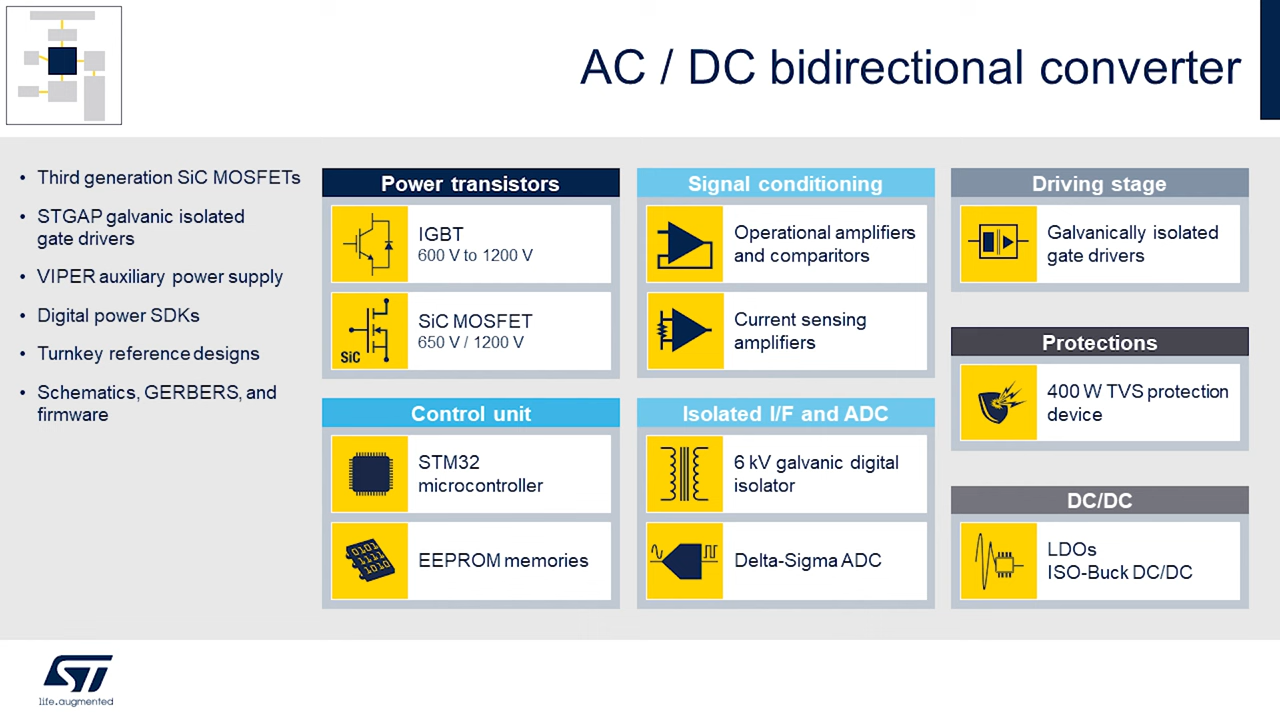 AC / DC bidirectional converter
• Third generation SiC MOSFETs
• STGAP galvanic isolated
gate drivers
• VIPER auxiliary power supply
• Digital power SDKs
• Turnkey reference designs
• Schematics, GERBERS, and
firmware
Power transistors
IGBT
600 V to 1200 V
SiC
SiC MOSFET
650 V / 1200 V
Control unit
STM32
microcontroller
0101
1111
1010
EEPROM memories
Signal conditioning
Operational amplifiers
and comparitors
Current sensing
amplifiers
Isolated I/F and ADC
6 kV galvanic digital
isolator
Delta-Sigma ADC
Driving stage
Galvanically isolated
gate drivers
Protections
400 W TVS protection
device
DC/DC
LDOs
ISO-Buck DC/DC
ST
life.augmented